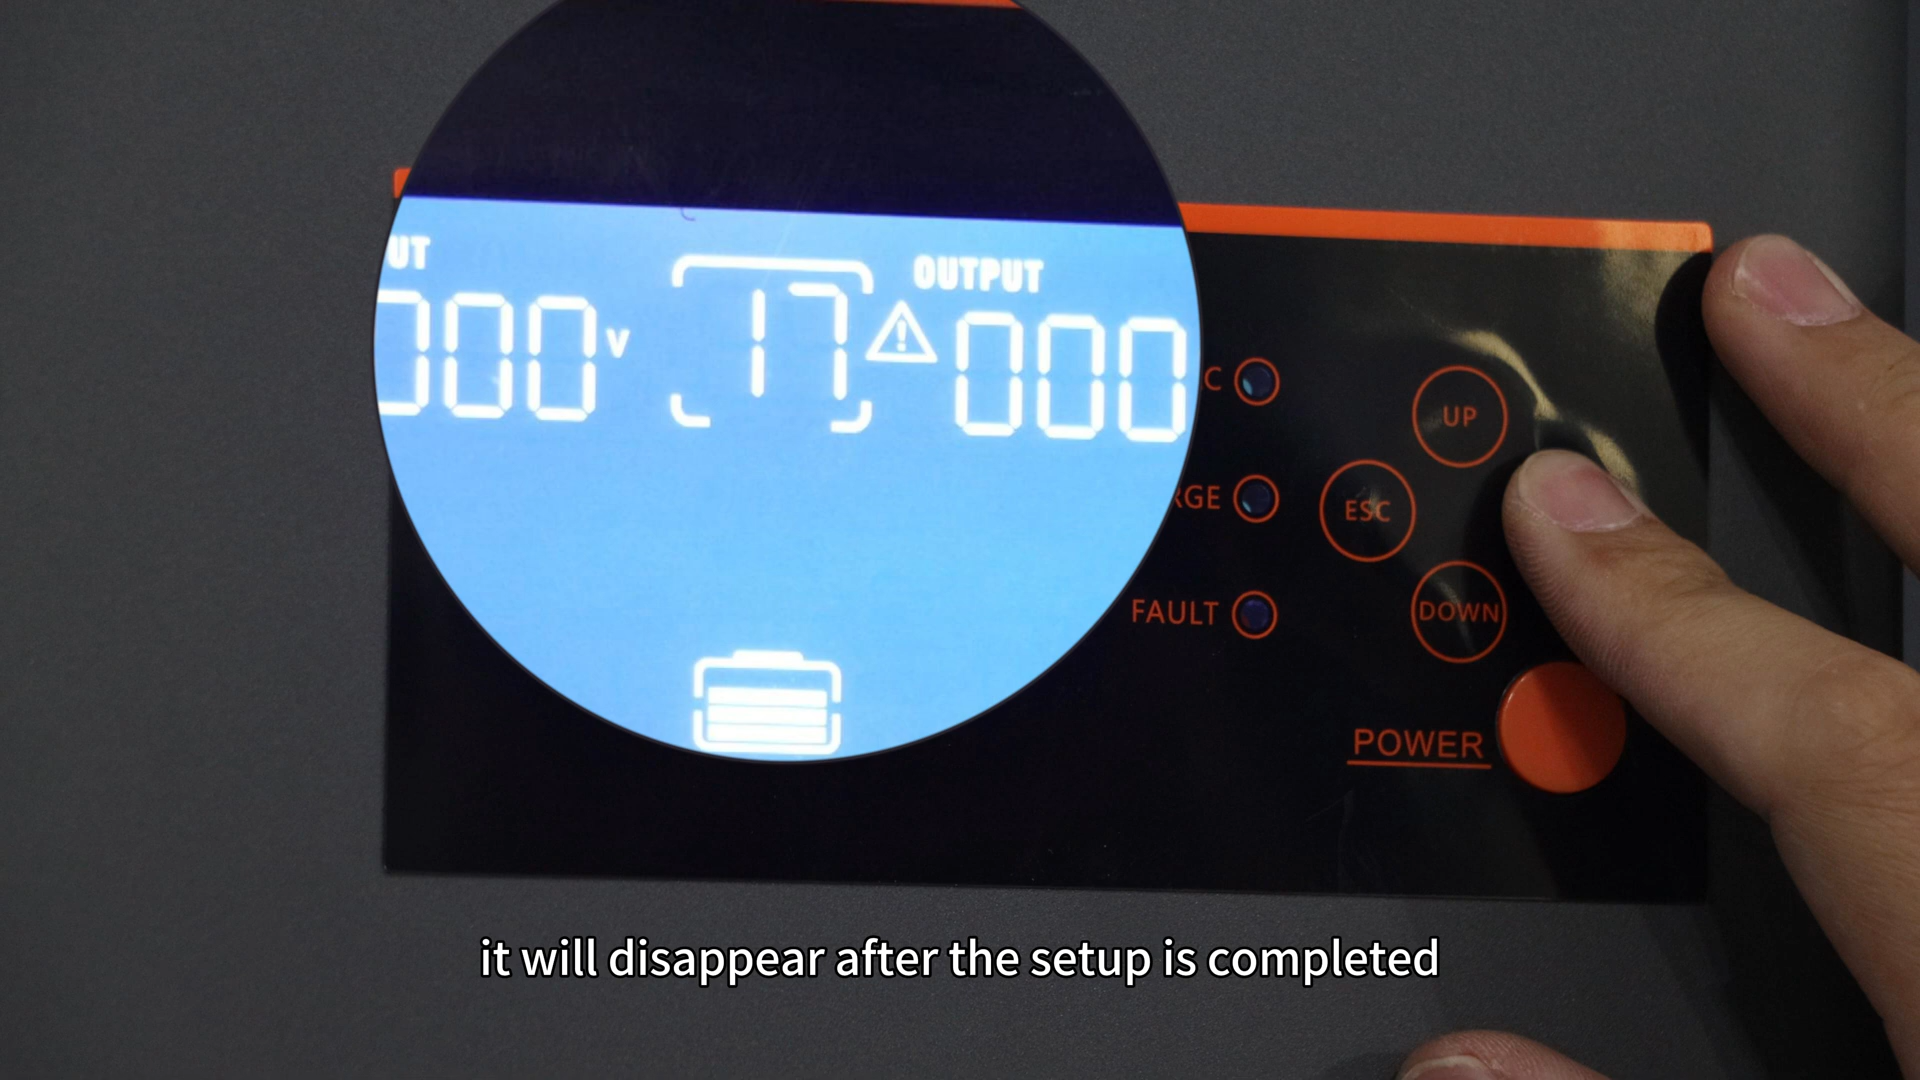 UT
OUTPUT
000 V
17
000
C
UP
RGE
ESC
FAULT
DOWN
POWER
it will disappear after the setup is completed